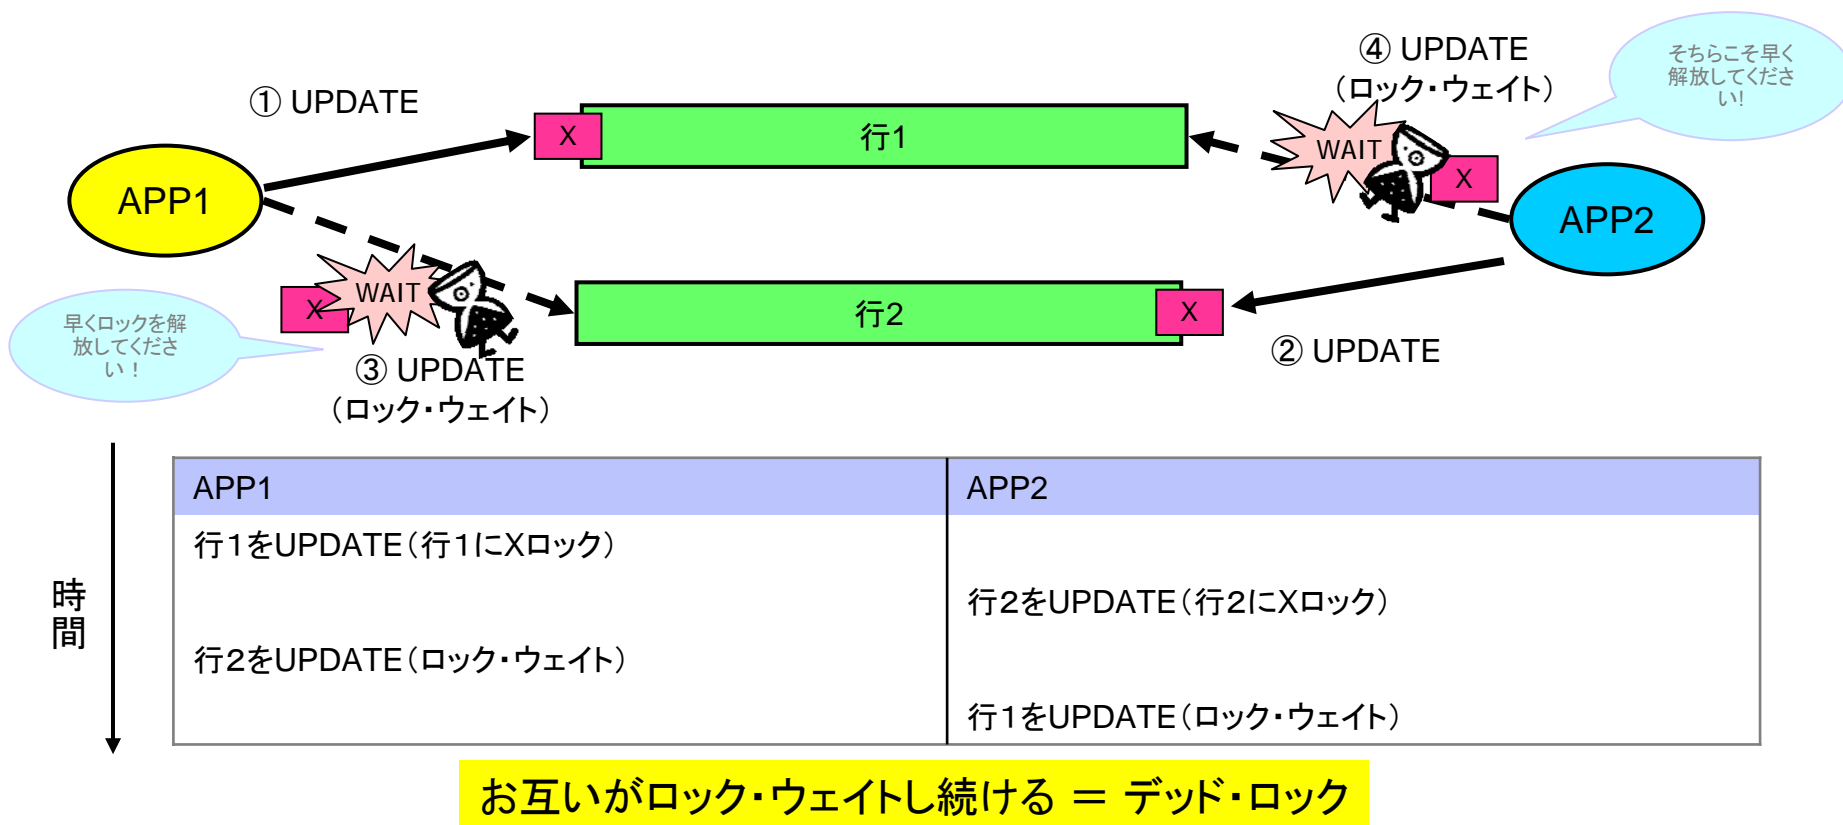 ① UPDATE
④ UPDATE
（ロック・ウェイト）
そちらこそ早く
解放してくださ
い!
X
行1
WAIT
X
APP1
APP2
X
WAIT
行2
X
早くロックを解
放してくださ
い！
③ UPDATE
（ロック・ウェイト）
② UPDATE
時
間
APP1
APP2
行１をUPDATE（行１にXロック）
行２をUPDATE（行２にXロック）
行２をUPDATE（ロック・ウェイト）
行１をUPDATE（ロック・ウェイト）
お互いがロック・ウェイトし続ける ＝ デッド・ロック